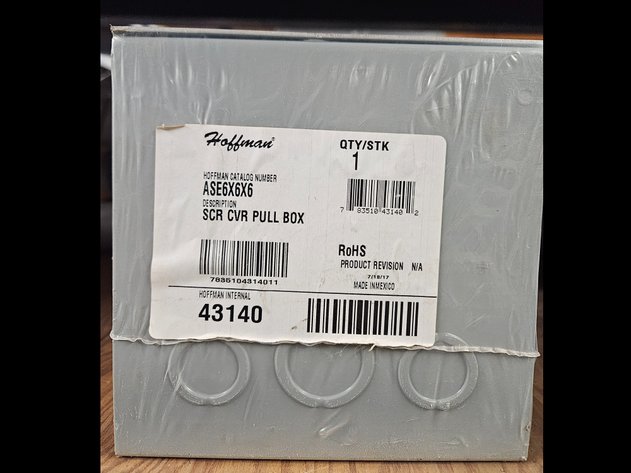 Hoffman®
QTY/STK
1
HOFFMAN CATALOG NUMBER
ASE6X6X6
DESCRIPTION
SCR CVR PULL BOX
7 83510 43140 2
RoHS
PRODUCT REVISION N/A
7/18/17
MADE INMEXICO
7835104314011
HOFFMAN INTERNAL
43140